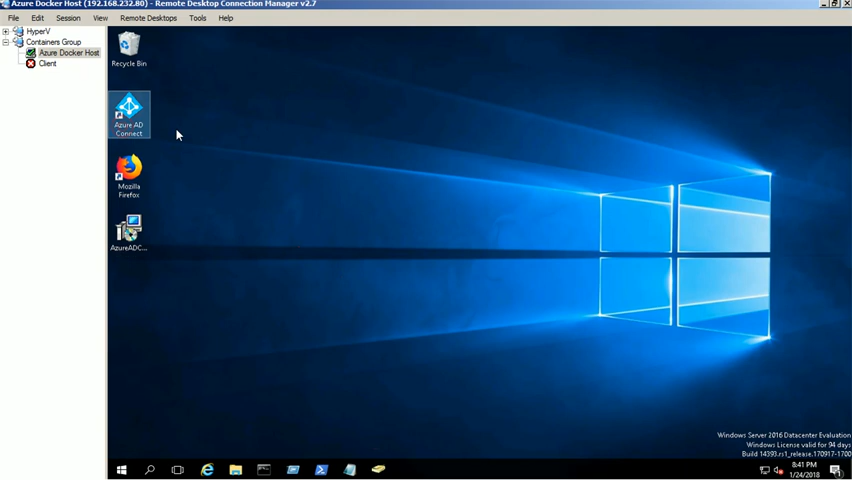 Azure Docker Host (192.168.232.80) - Remote Desktop Connection Manager v2.7
File Edit Session View Remote Desktops Tools Help
HyperV
Containers Group
Azure Docker Host
Client
Recycle Bin
Azure AD
Connect
Mozilla
Firefox
AzureADC...
Windows Server 2016 Datacenter Evaluation
Windows License valid for 94 days
Build 14393.rs1_release.170917-1700
8:41 PM
1/24/2018